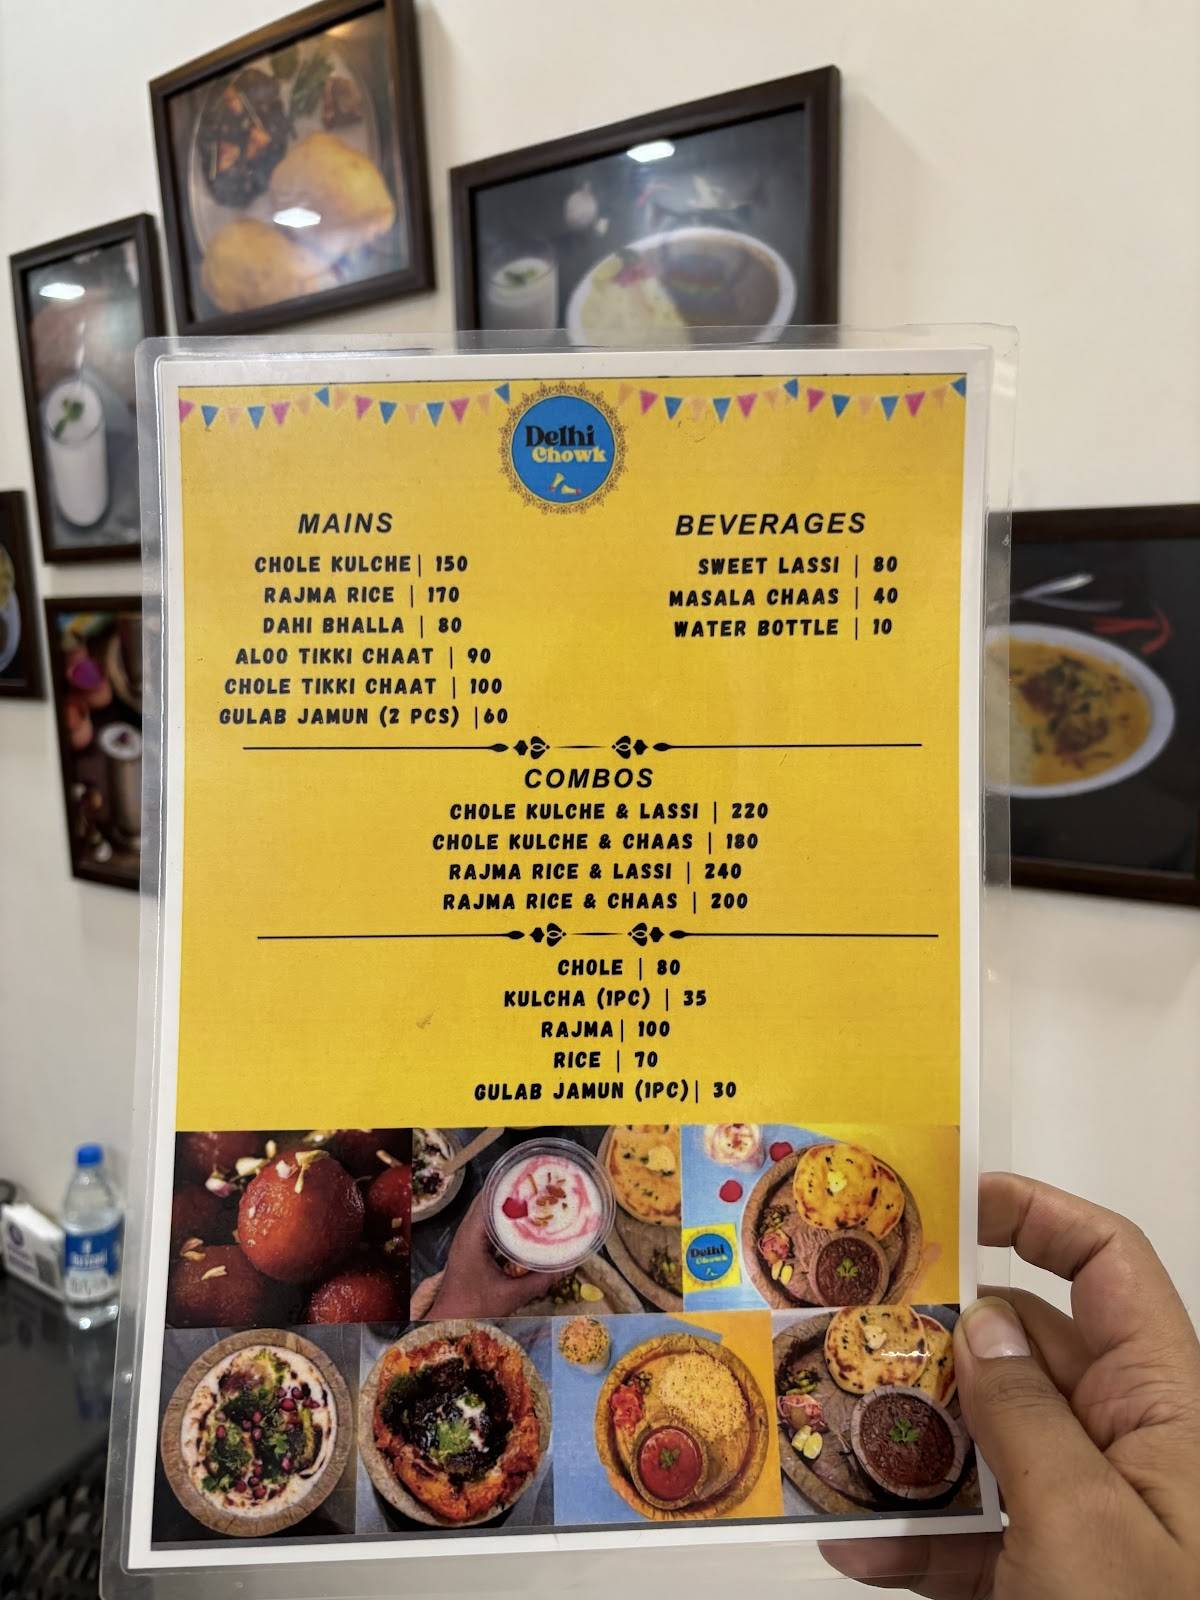 Delhi
Chowk
MAINS
CHOLE KULCHE | 150
RAJMA RICE | 170
DAHI BHALLA | 80
ALOO TIKKI CHAAT | 90
CHOLE TIKKI CHAAT | 100
GULAB JAMUN (2 PCS) | 60
BEVERAGES
SWEET LASSI | 80
MASALA CHAAS | 40
WATER BOTTLE | 10
COMBOS
CHOLE KULCHE & LASSI | 220
CHOLE KULCHE & CHAAS | 180
RAJMA RICE & LASSI | 240
RAJMA RICE & CHAAS | 200
CHOLE | 80
KULCHA (1PC) | 35
RAJMA | 100
RICE | 70
GULAB JAMUN (1PC) | 30
Delhi
Chowk